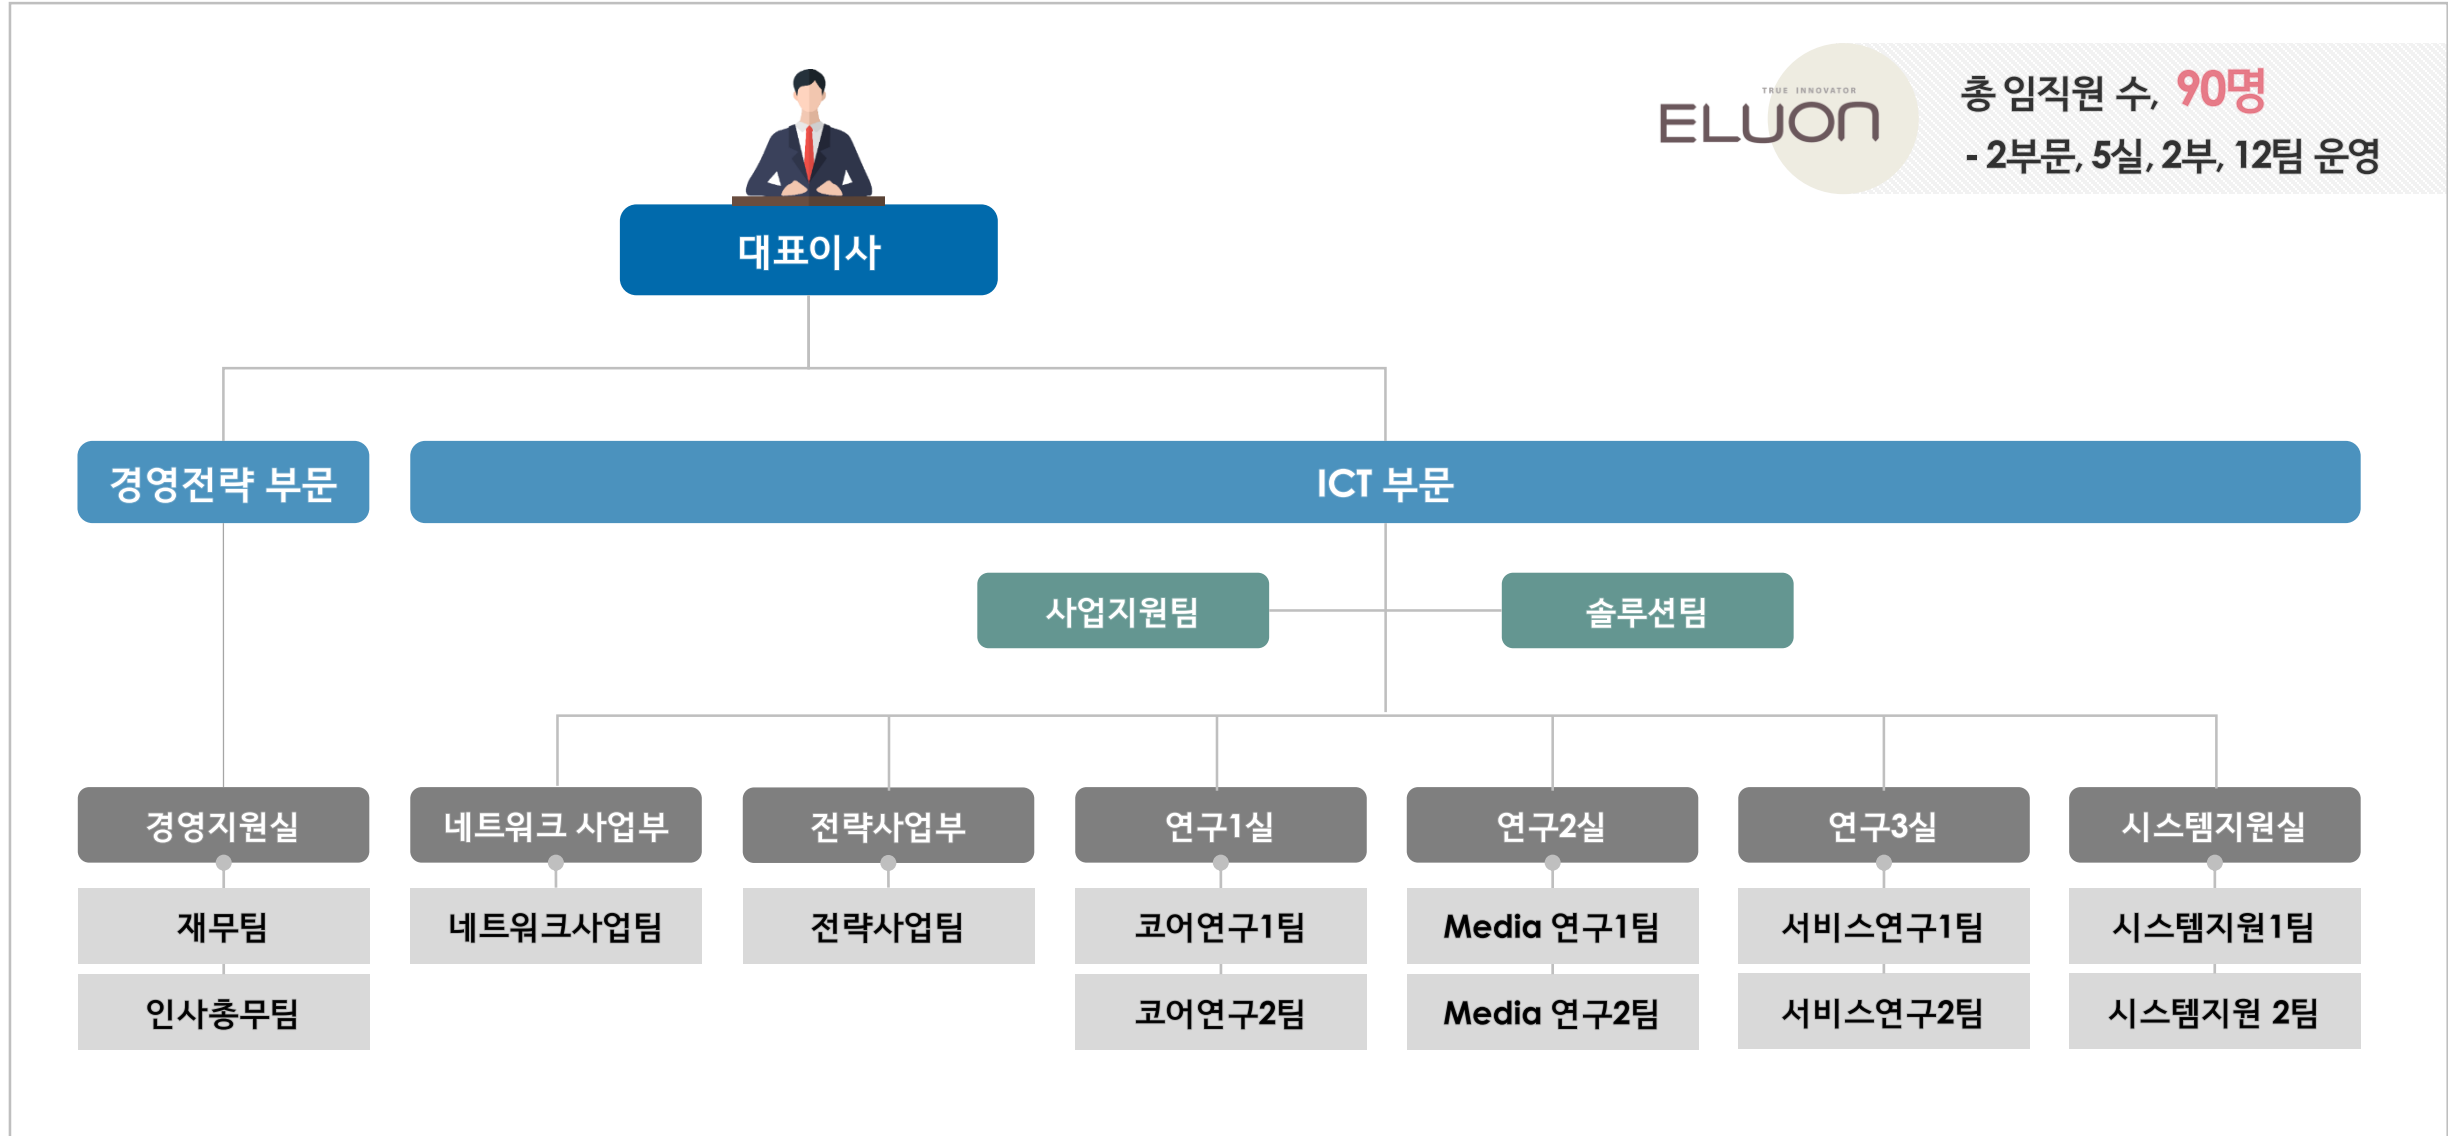 TRUE INNOVATOR
ELUON
총 임직원 수, 90명
- 2부문, 5실, 2부, 12팀 운영
대표이사
경영전략 부문
ICT 부문
사업지원팀
솔루션팀
경영지원실
네트워크 사업부
전략사업부
연구1실
연구2실
연구3실
시스템지원실
재무팀
네트워크사업팀
전략사업팀
코어연구1팀
Media 연구1팀
서비스연구1팀
시스템지원1팀
인사총무팀
코어연구2팀
Media 연구2팀
서비스연구2팀
시스템지원 2팀